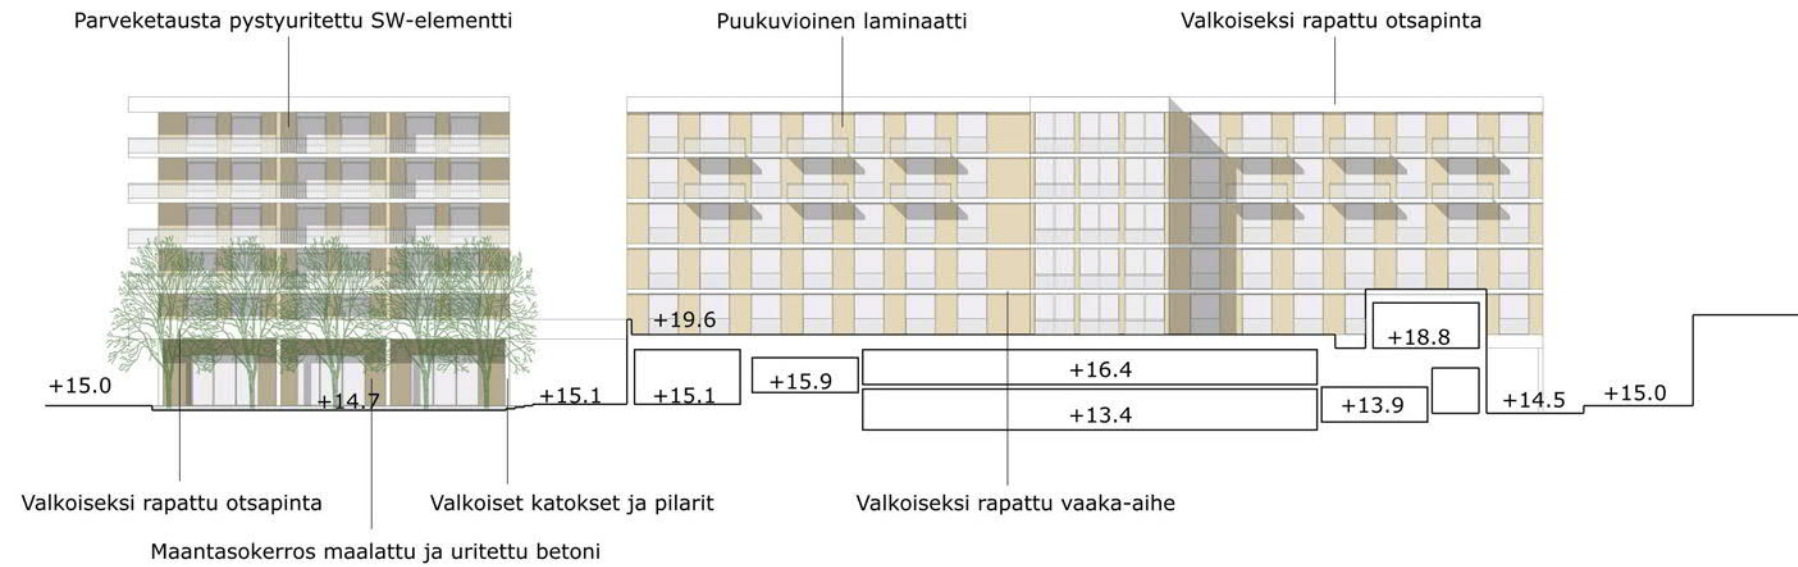 Parveketausta pystyuritettu SW-elementti
Puukuvioinen laminaatti
Valkoiseksi rapattu otsapinta
+19.6
+18.8
+16.4
+15.9
+15.0
+14.7
+15.1
+15.1
+13.4
+13.9
+14.5
+15.0
Valkoiseksi rapattu otsapinta
Valkoiset katokset ja pilarit
Valkoiseksi rapattu vaaka-aihe
Maantasokerros maalattu ja uritettu betoni